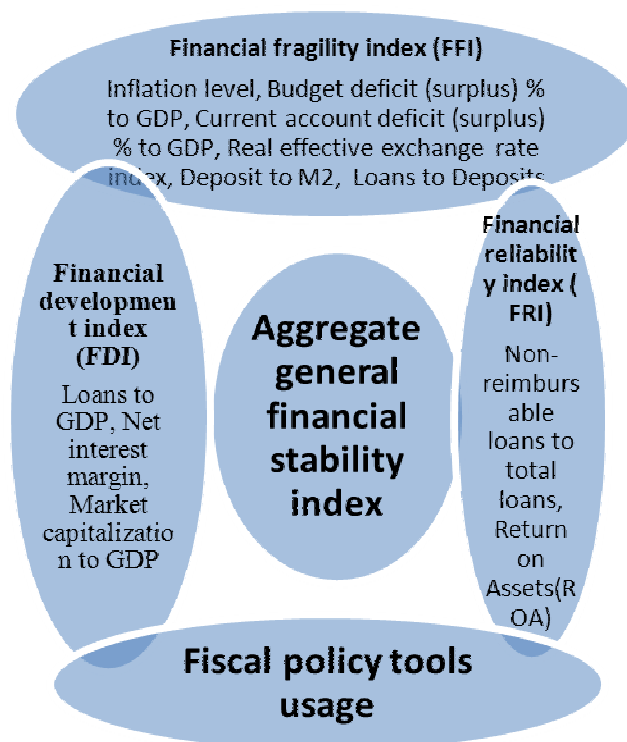 Financial fragility index (FFI)
Inflation level, Budget deficit (surplus) %
to GDP, Current account deficit (surplus)
% to GDP, Real effective exchange rate
index, Deposit to M2, Loans to Deposits
Financial
developmen
t index
(FDI)
Loans to
GDP, Net
interest
margin,
Market
capitalizatio
n to GDP
Aggregate
general
financial
stability
index
Financial
reliabilit
y index (
FRI)
Non-
reimburs
able
loans to
total
loans,
Return
on
Assets(R
OA)
Fiscal policy tools
usage